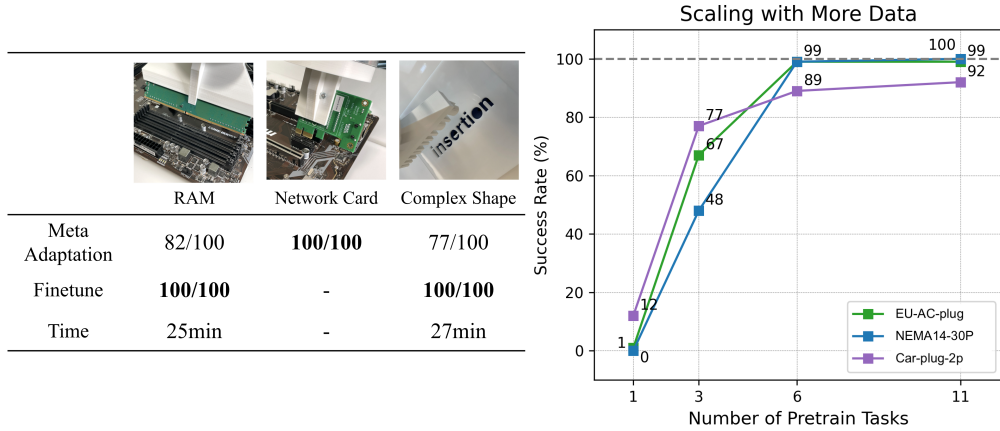 insertion
RAM
Network Card
Complex Shape
Meta
Adaptation
82/100
100/100
77/100
Finetune
100/100
-
100/100
Time
25min
-
27min
Scaling with More Data
Success Rate (%)
100
80
60
40
20
0
1
0
12
77
67
48
99
89
100
99
92
EU-AC-plug
NEMA14-30P
Car-plug-2p
1
3
6
11
Number of Pretrain Tasks